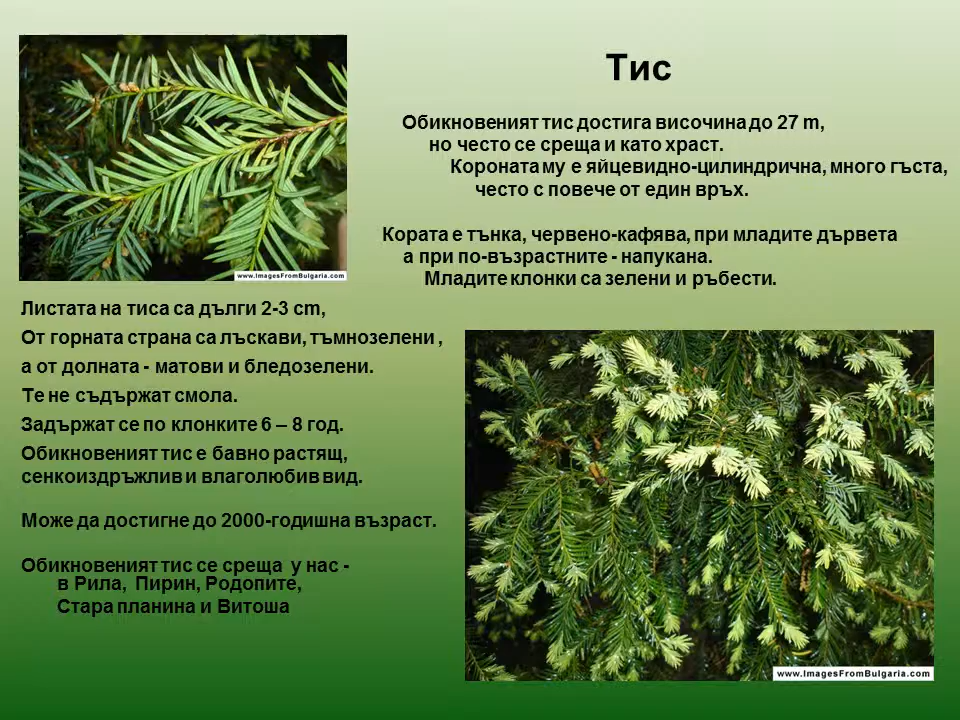 Тис
Обикновеният тис достига височина до 27 m,
но често се среща и като храст.
Короната му е яйцевидно-цилиндрична, много гъста,
често с повече от един връх.
Кората е тънка, червено-кафява, при младите дървета
а при по-възрастните - напукана.
Младите клонки са зелени и ръбести.
www.ImagesFromBulgaria.com
Листата на тиса са дълги 2-3 cm,
От горната страна са лъскави, тъмнозелени ,
а от долната - матови и бледозелени.
Те не съдържат смола.
Задържат се по клонките 6 – 8 год.
Обикновеният тис е бавно растящ,
сенкоиздръжлив и влаголюбив вид.
Може да достигне до 2000-годишна възраст.
Обикновеният тис се среща у нас -
в Рила, Пирин, Родопите,
Стара планина и Витоша
www.ImagesFromBulgaria.com